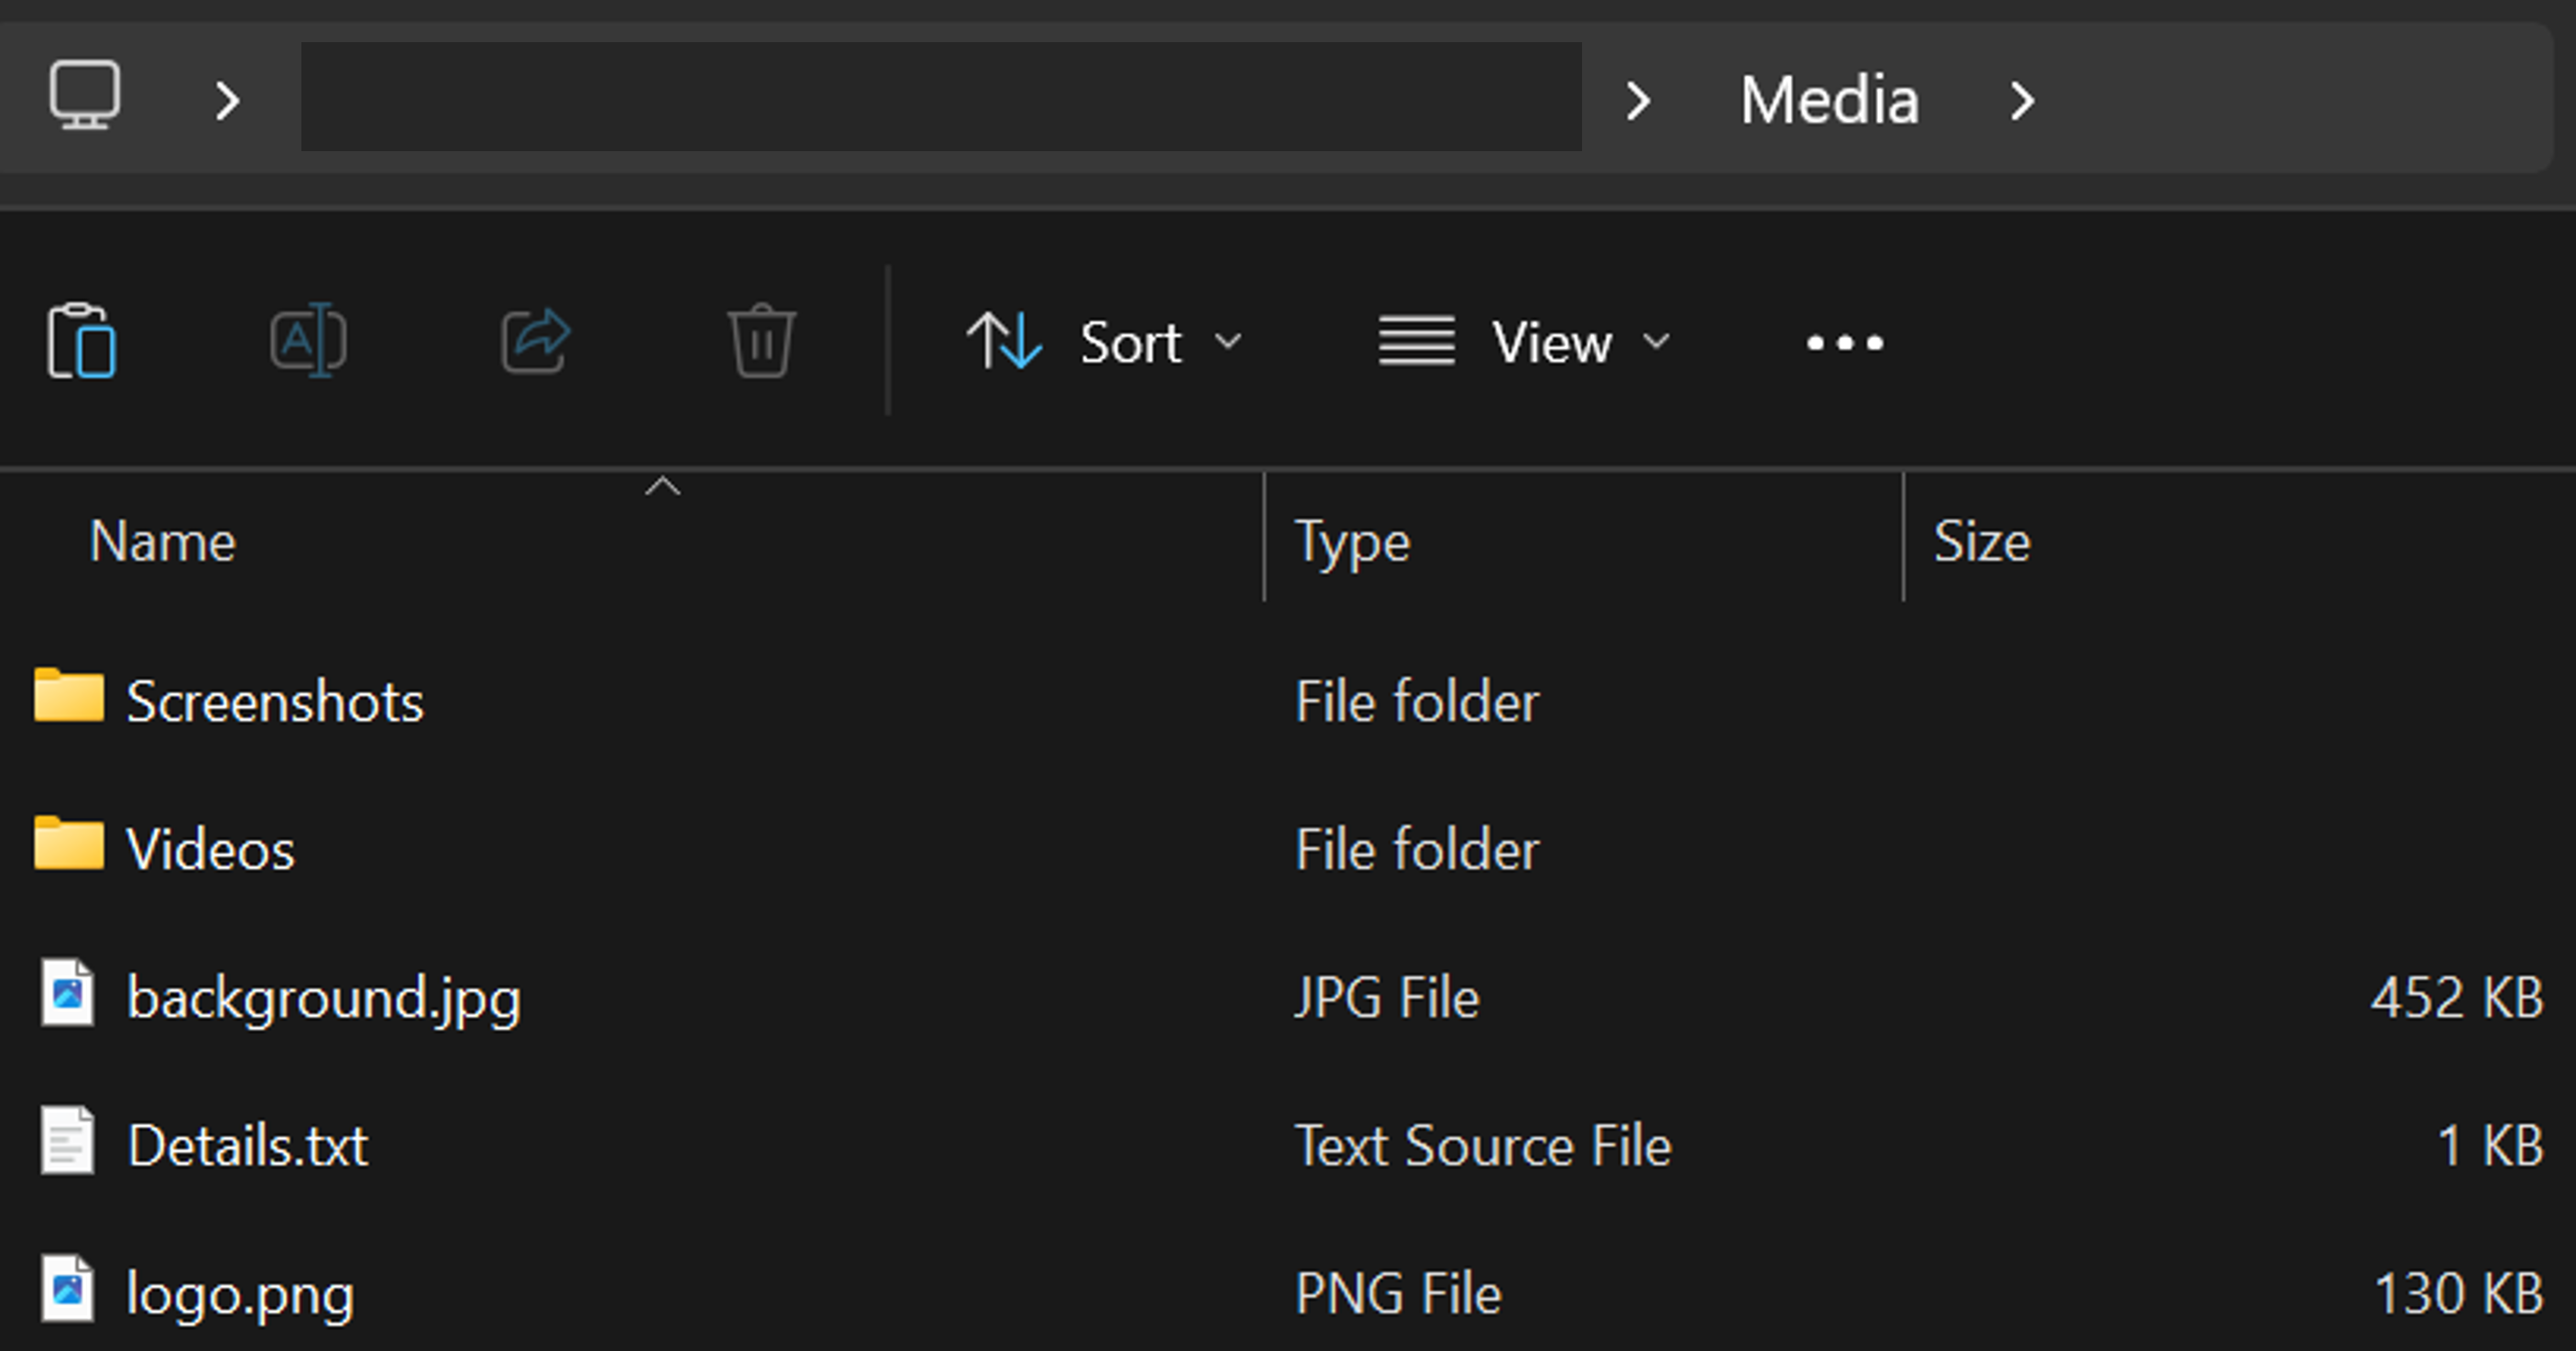 Media
Sort View
Name Type Size
Screenshots File folder
Videos File folder
background.jpg JPG File 452 KB
Details.txt Text Source File 1 KB
logo.png PNG File 130 KB